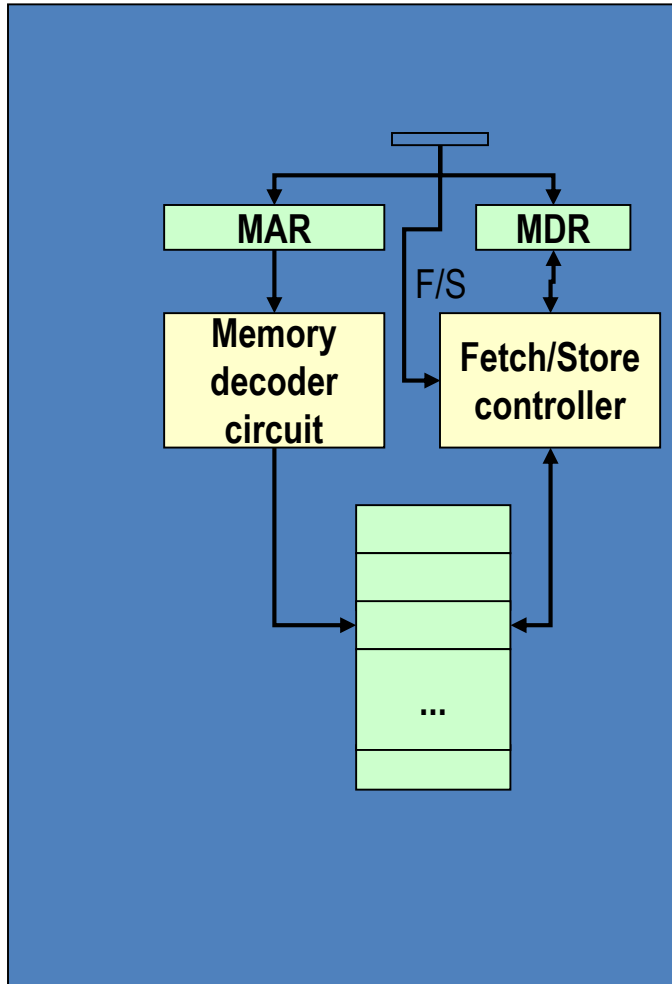 MAR
MDR
F/S
Memory
decoder
circuit
Fetch/Store
controller
...